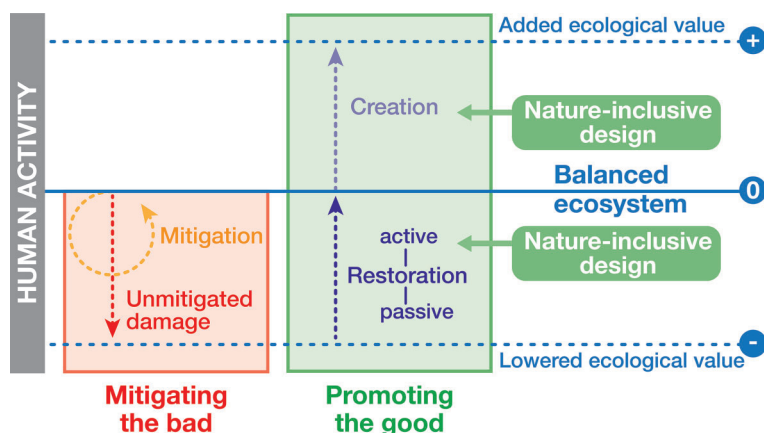 HUMAN ACTIVITY
Added ecological value
+
Creation
Nature-inclusive
design
Balanced
ecosystem
0
Mitigation
Unmitigated
damage
active
Restoration
passive
Nature-inclusive
design
Lowered ecological value
-
Mitigating
the bad
Promoting
the good